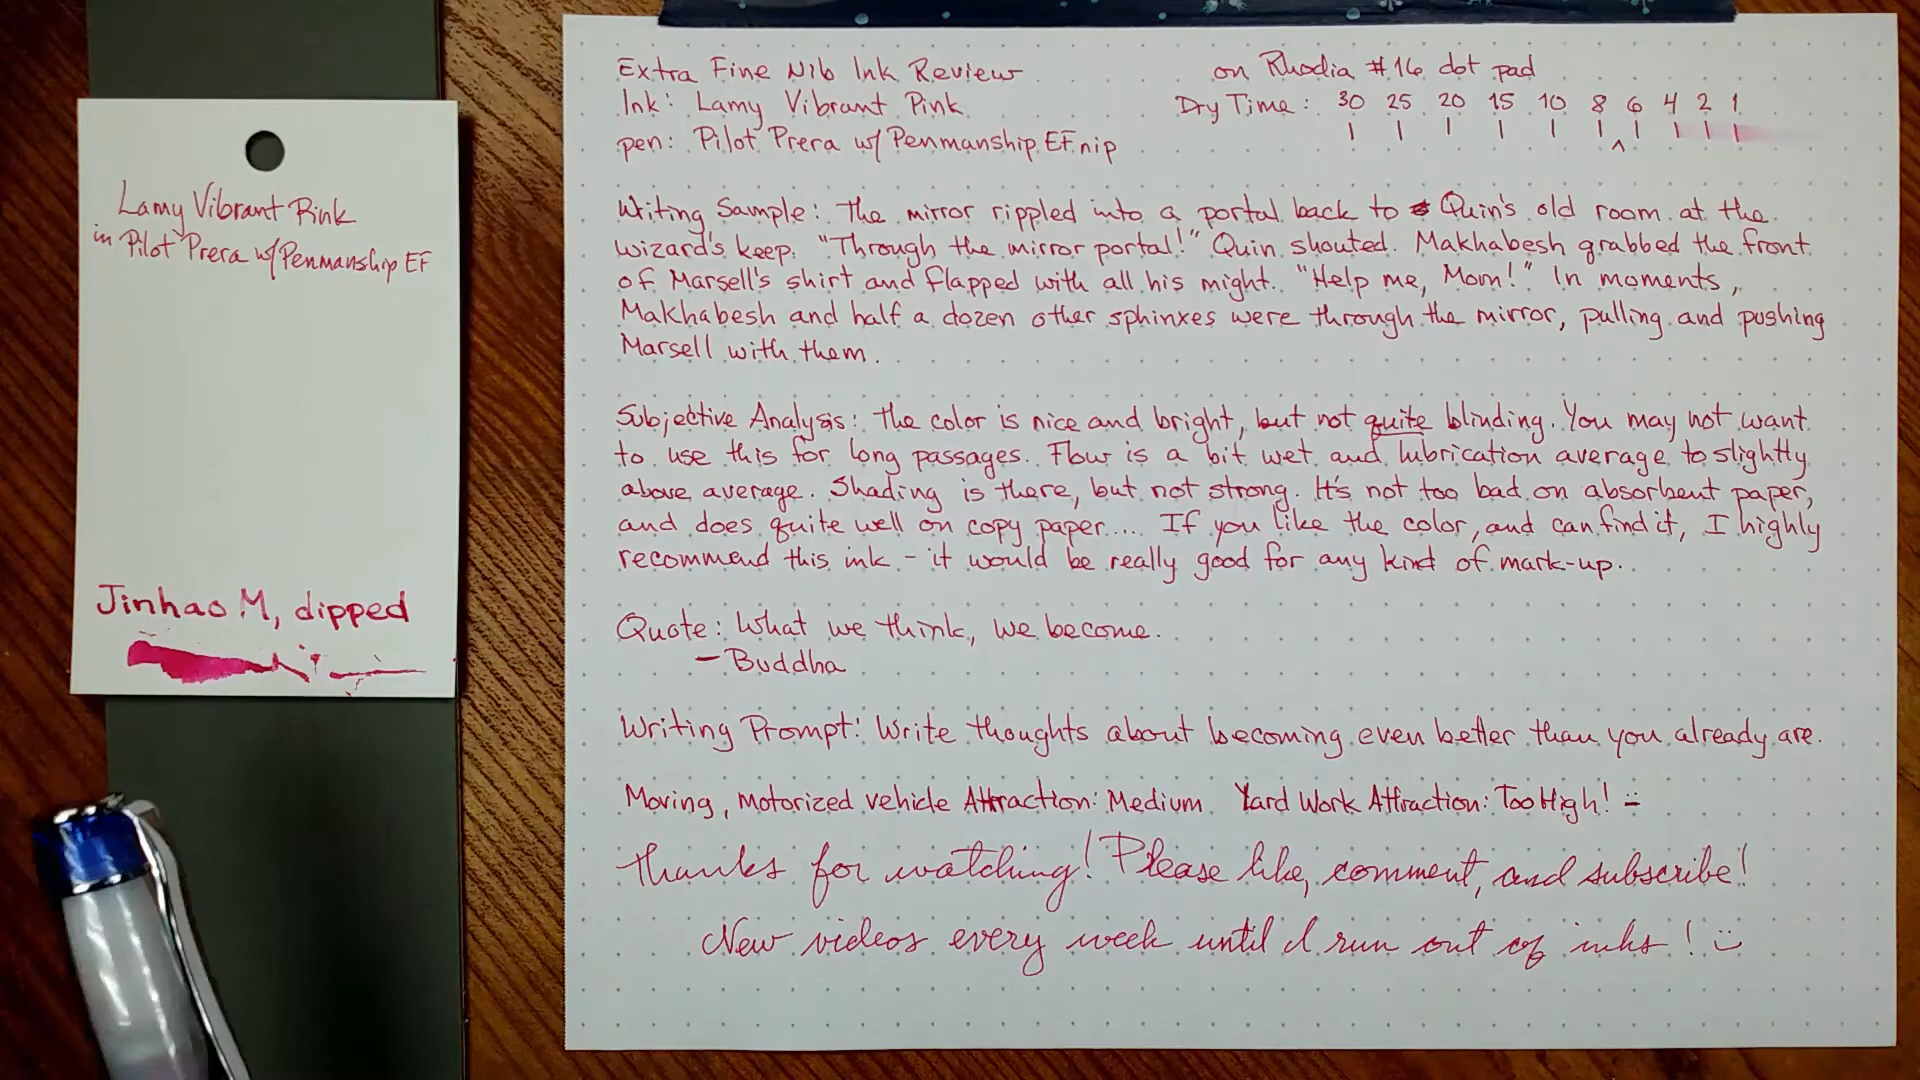 Lamy Vibrant Pink
in Pilot Prera w/ Penmanship EF
Jinhao M, dipped
Extra Fine Nib Ink Review
on Rhodia #16 dot pad
Ink: Lamy Vibrant Pink
Dry Time: 30 25 20 15 10 8 6 4 2 1
pen: Pilot Prera w/ Penmanship EF nip
Writing Sample: The mirror rippled into a portal back to Quin's old room at the
wizard's keep. "Through the mirror portal!" Quin shouted. Makhabesh grabbed the front
of Marsell's shirt and flapped with all his might. "Help me, Mom!" In moments,
Makhabesh and half a dozen other sphinxes were through the mirror, pulling and pushing
Marsell with them.
Subjective Analysis: The color is nice and bright, but not quite blinding. You may not want
to use this for long passages. Flow is a bit wet and lubrication average to slightly
above average. Shading is there, but not strong. It's not too bad on absorbent paper,
and does quite well on copy paper.... If you like the color, and can find it, I highly
recommend this ink - it would be really good for any kind of mark-up.
Quote: What we think, we become.
- Buddha
Writing Prompt: Write thoughts about becoming even better than you already are.
Moving, motorized vehicle Attraction: Medium. Yard Work Attraction: Too High!
Thanks for watching! Please like, comment, and subscribe!
New videos every week until I run out of inks! :)